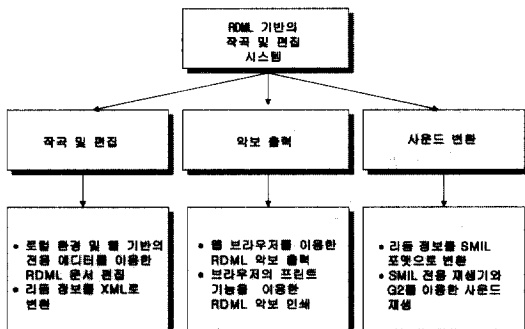 RDML 기반의
작곡 및 편집
시스템
작곡 및 편집
악보 출력
사운드 변환
• 로컬 환경 및 웹 기반의
전용 에디터를 이용한
RDML 문서 편집
• 리듬 정보를 XML로
변환
• 웹 브라우저를 이용한
RDML 악보 출력
• 브라우저의 프린트
기능을 이용한
RDML 악보 인쇄
• 리듬 정보를 SMIL
포맷으로 변환
• SMIL 전용 재생기와
G2를 이용한 사운드
재생